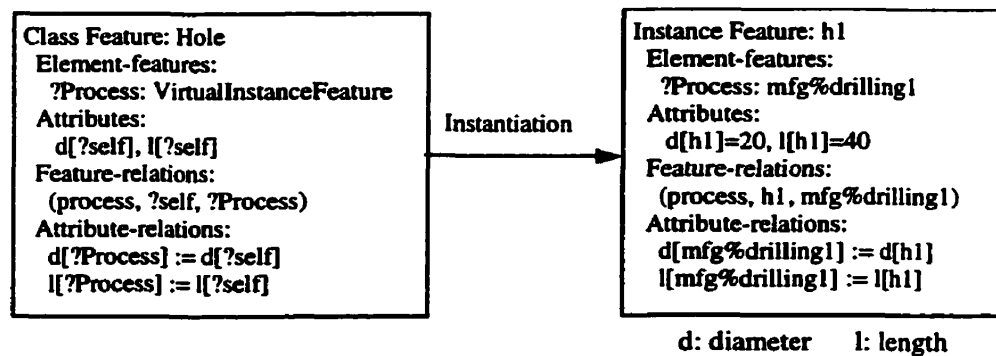 Class Feature: Hole
Element-features:
?Process: VirtualInstanceFeature
Attributes:
d[?self], l[?self]
Feature-relations:
(process, ?self, ?Process)
Attribute-relations:
d[?Process] := d[?self]
l[?Process] := l[?self]
Instantiation
Instance Feature: h1
Element-features:
?Process: mfg%drilling1
Attributes:
d[h1]=20, l[h1]=40
Feature-relations:
(process, h1, mfg%drilling1)
Attribute-relations:
d[mfg%drilling1] := d[h1]
l[mfg%drilling1] := l[h1]
d: diameter l: length